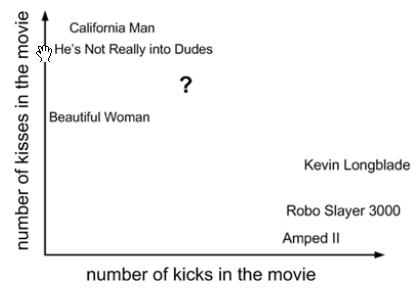 number of kisses in the movie
California Man
He's Not Really into Dudes
?
Beautiful Woman
Kevin Longblade
Robo Slayer 3000
Amped II
number of kicks in the movie